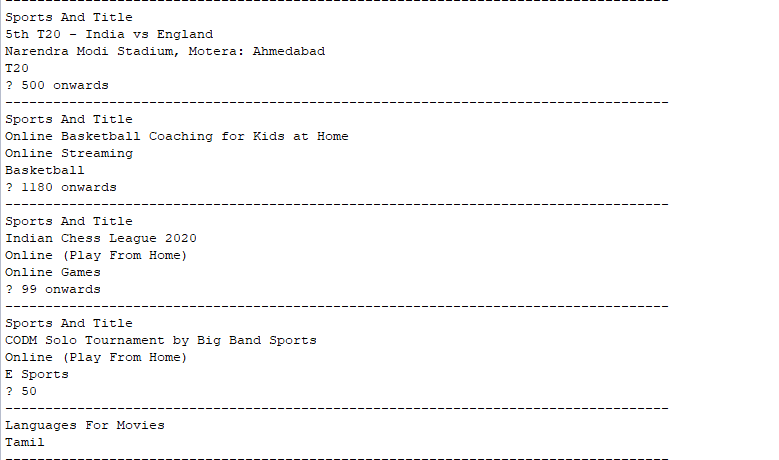 Sports And Title
5th T20 - India vs England
Narendra Modi Stadium, Motera: Ahmedabad
T20
? 500 onwards
--------------------------------------------------------------------------------
Sports And Title
Online Basketball Coaching for Kids at Home
Online Streaming
Basketball
? 1180 onwards
--------------------------------------------------------------------------------
Sports And Title
Indian Chess League 2020
Online (Play From Home)
Online Games
? 99 onwards
--------------------------------------------------------------------------------
Sports And Title
CODM Solo Tournament by Big Band Sports
Online (Play From Home)
E Sports
? 50
--------------------------------------------------------------------------------
Languages For Movies
Tamil